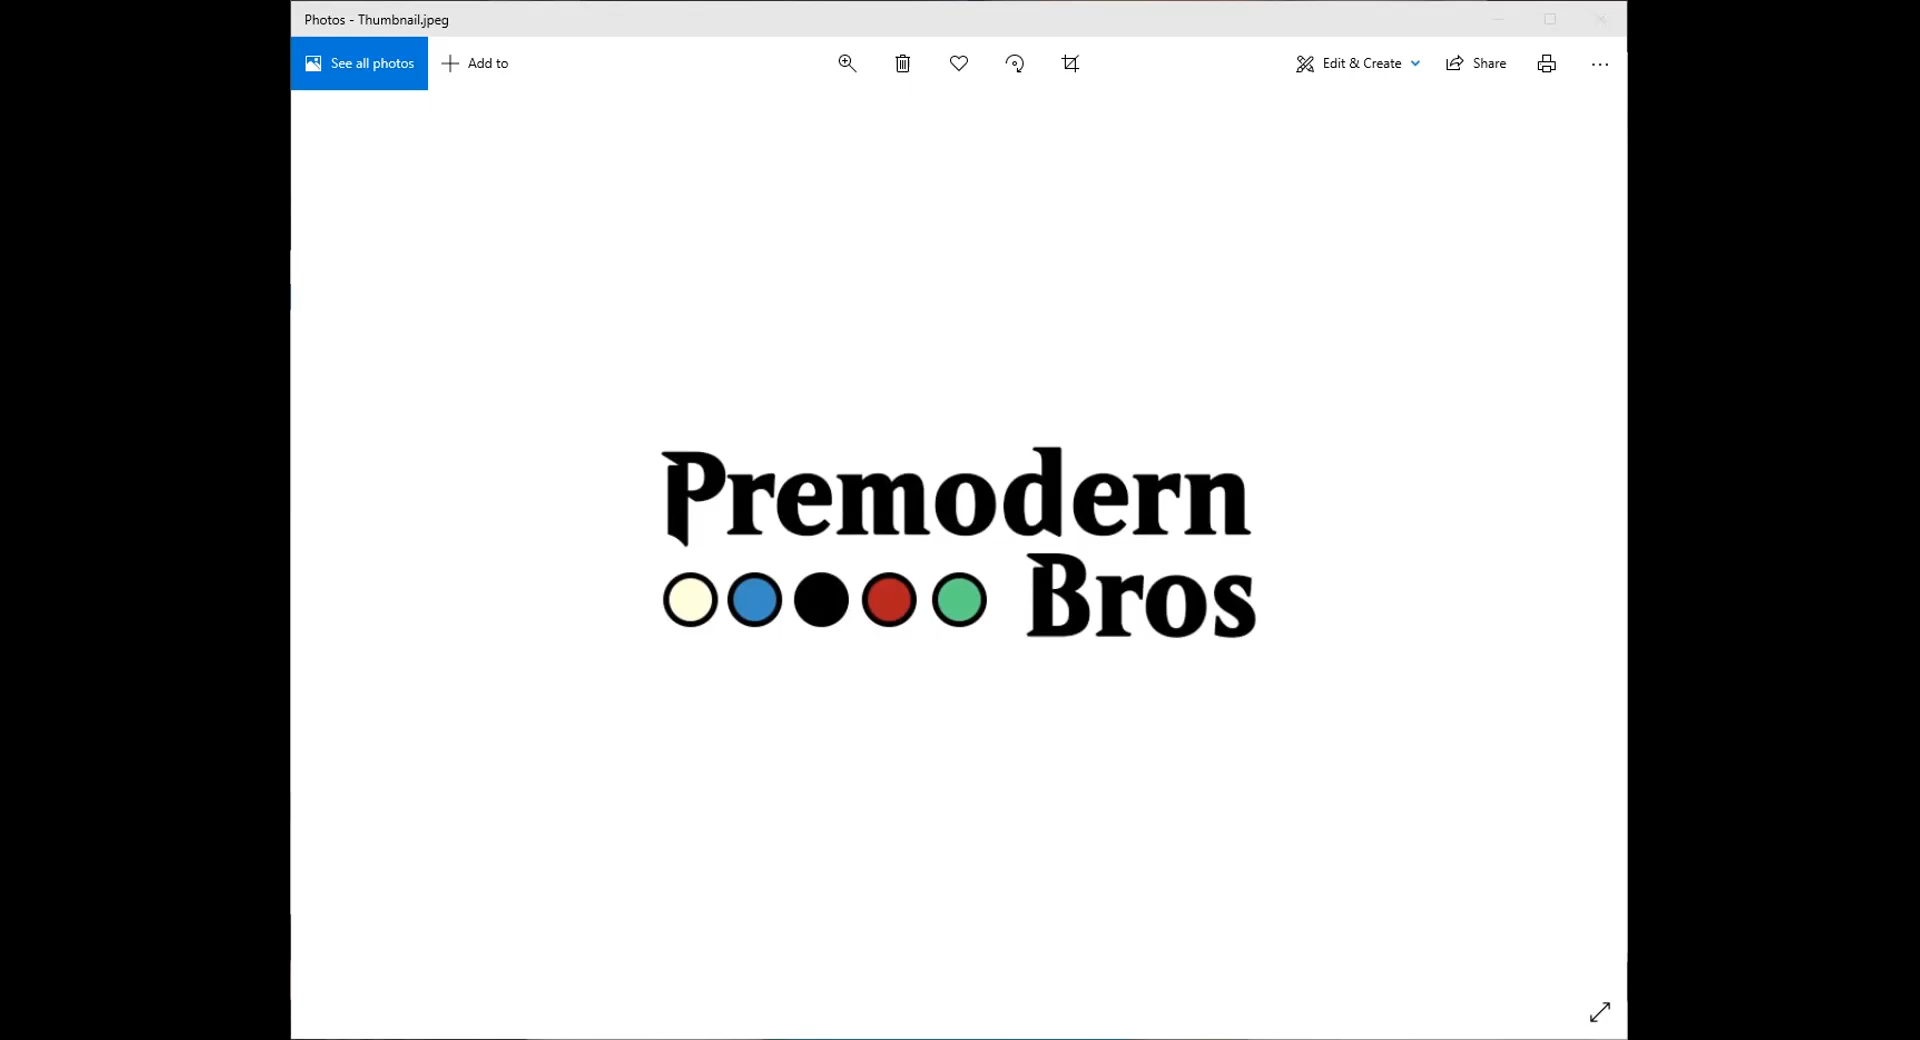 Photos - Thumbnail.jpeg
See all photos
Add to
Edit & Create
Share
Premodern
Bros